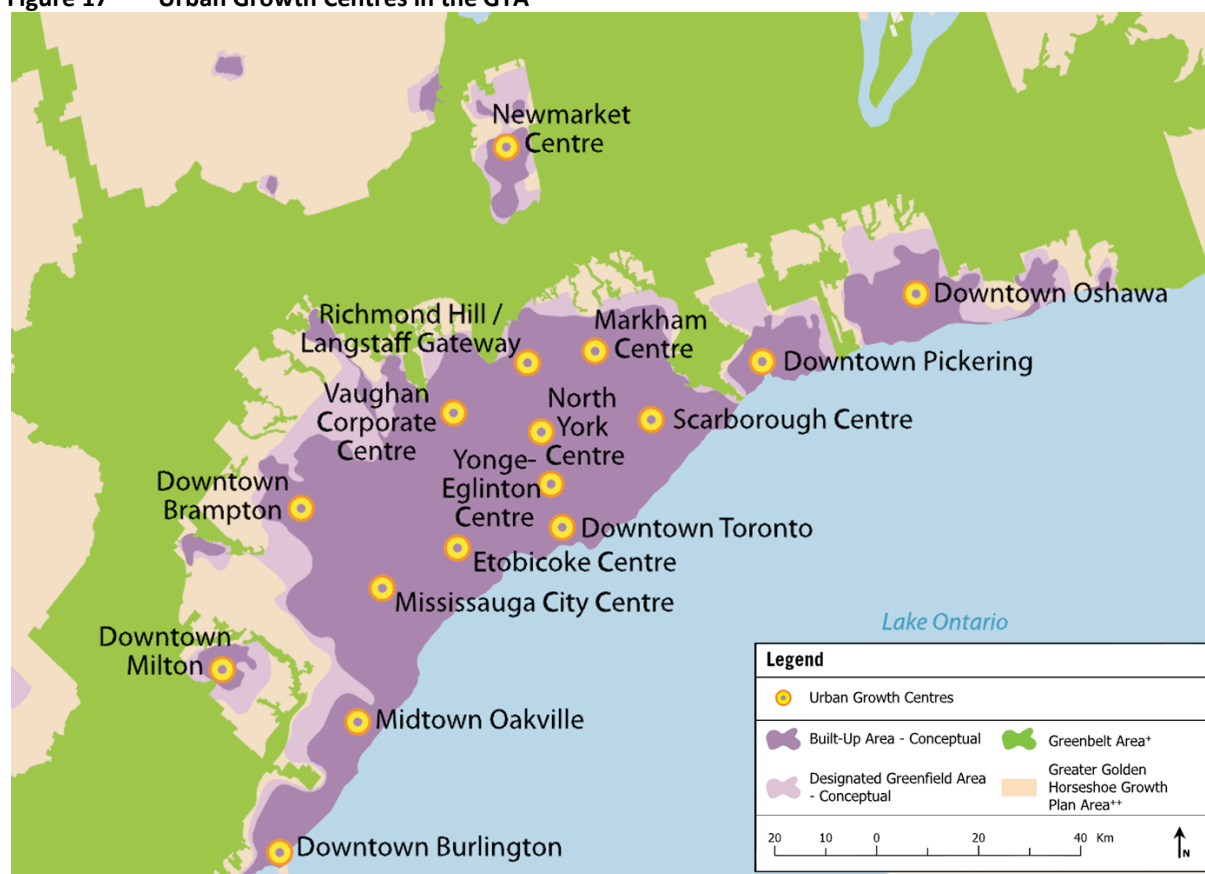 Figure 17 Urban Growth Centres in the GTA
Newmarket
Centre
Downtown Oshawa
Richmond Hill /
Langstaff Gateway
Markham
Centre
Downtown Pickering
Vaughan
Corporate
Centre
North
York
Centre
Scarborough Centre
Yonge-
Eglinton
Centre
Downtown
Brampton
Downtown Toronto
Etobicoke Centre
Mississauga City Centre
Downtown
Milton
Midtown Oakville
Downtown Burlington
Lake Ontario
Legend
Urban Growth Centres
Built-Up Area - Conceptual
Greenbelt Area+
Designated Greenfield Area
- Conceptual
Greater Golden
Horseshoe Growth
Plan Area++
20 10 0 20 40 Km
N